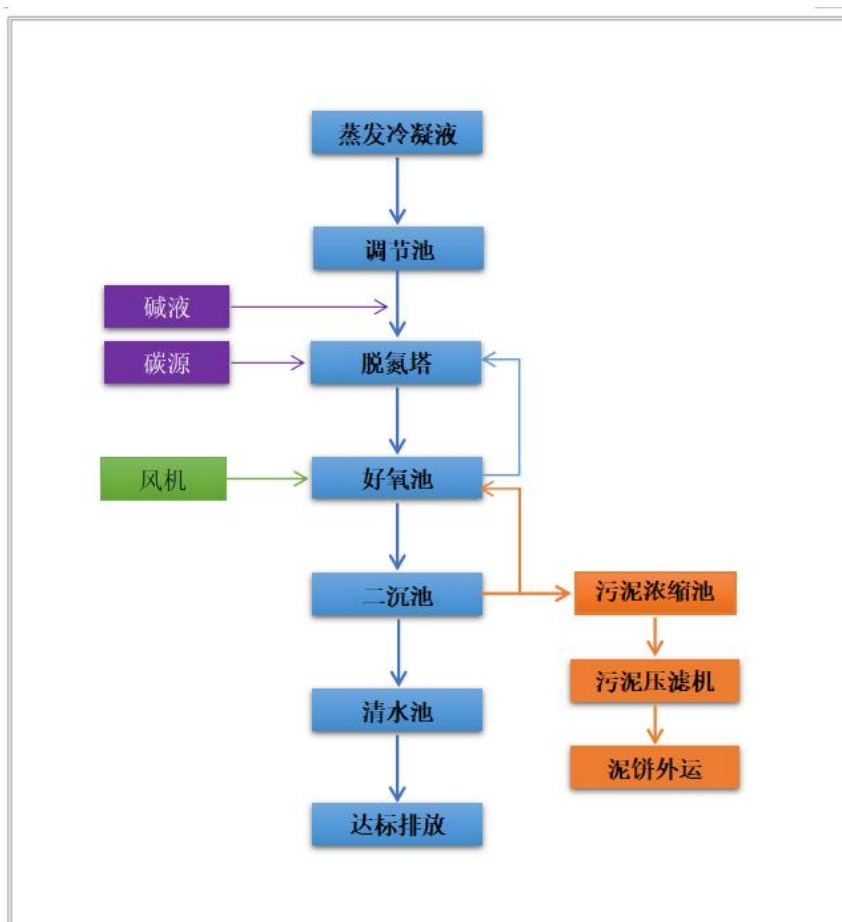 蒸发冷凝液
调节池
碱液
碳源
脱氮塔
风机
好氧池
二沉池
污泥浓缩池
污泥压滤机
清水池
泥饼外运
达标排放